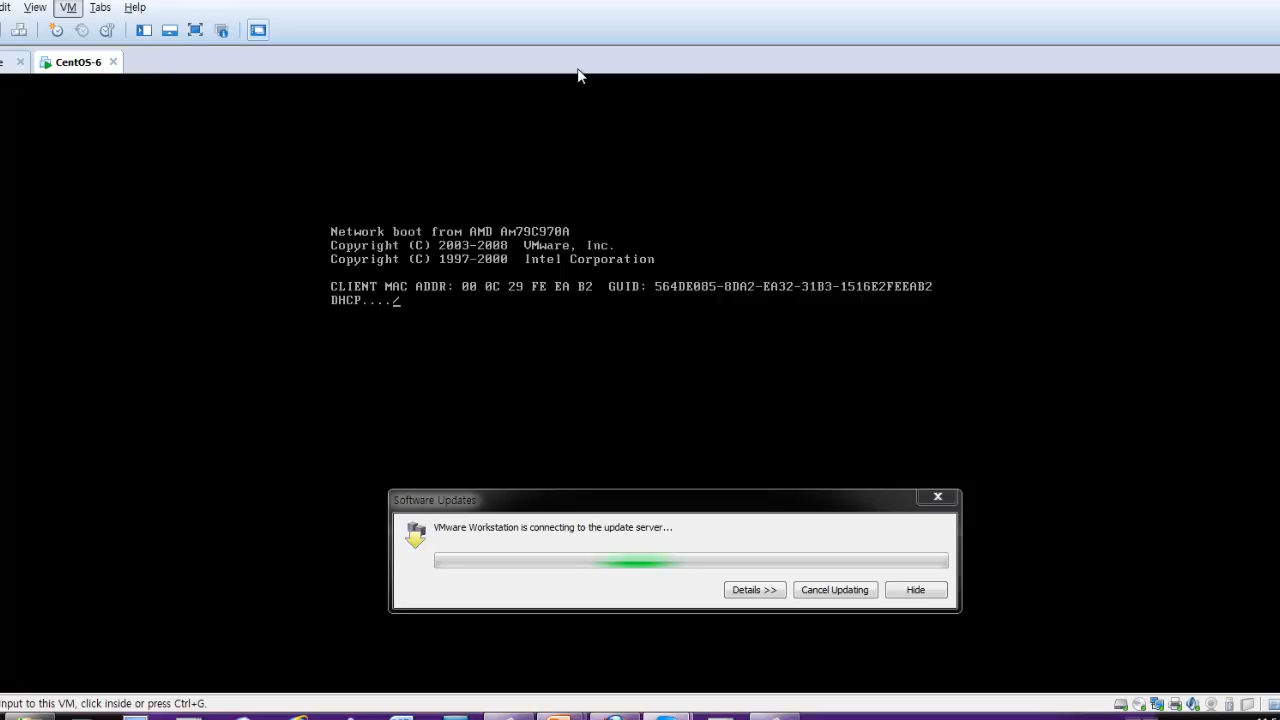 dit View VM Tabs Help
e CentOS-6
Network boot from AMD Am79C970A
Copyright (C) 2003-2008 VMware, Inc.
Copyright (C) 1997-2000 Intel Corporation
CLIENT MAC ADDR: 00 0C 29 FE EA B2 GUID: 564DE085-8DA2-EA32-31B3-1516E2FEEAB2
DHCP..../
Software Updates
VMware Workstation is connecting to the update server...
Details >> Cancel Updating Hide
input to this VM, click inside or press Ctrl+G.